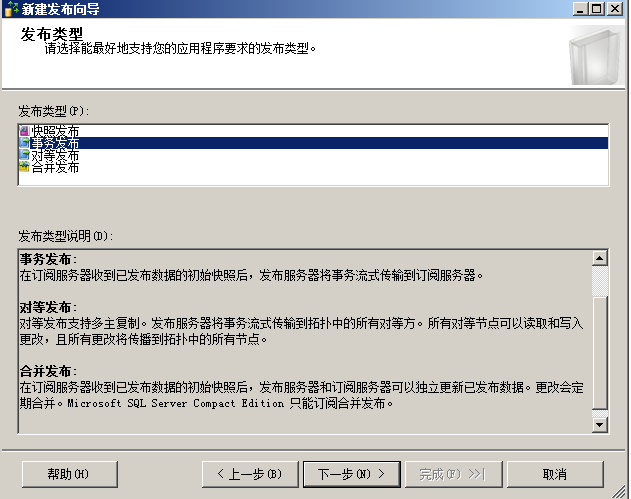 新建发布向导
发布类型
请选择能最好地支持您的应用程序要求的发布类型。
发布类型(P):
快照发布
事务发布
对等发布
合并发布
发布类型说明(D):
事务发布:
在订阅服务器收到已发布数据的初始快照后，发布服务器将事务流式传输到订阅服务器。
对等发布:
对等发布支持多主复制。发布服务器将事务流式传输到拓扑中的所有对等方。所有对等节点可以读取和写入
更改，且所有更改将传播到拓扑中的所有节点。
合并发布:
在订阅服务器收到已发布数据的初始快照后，发布服务器和订阅服务器可以独立更新已发布数据。更改会定
期合并。Microsoft SQL Server Compact Edition 只能订阅合并发布。
帮助(H)
< 上一步(B)
下一步(N) >
完成(F) >>|
取消